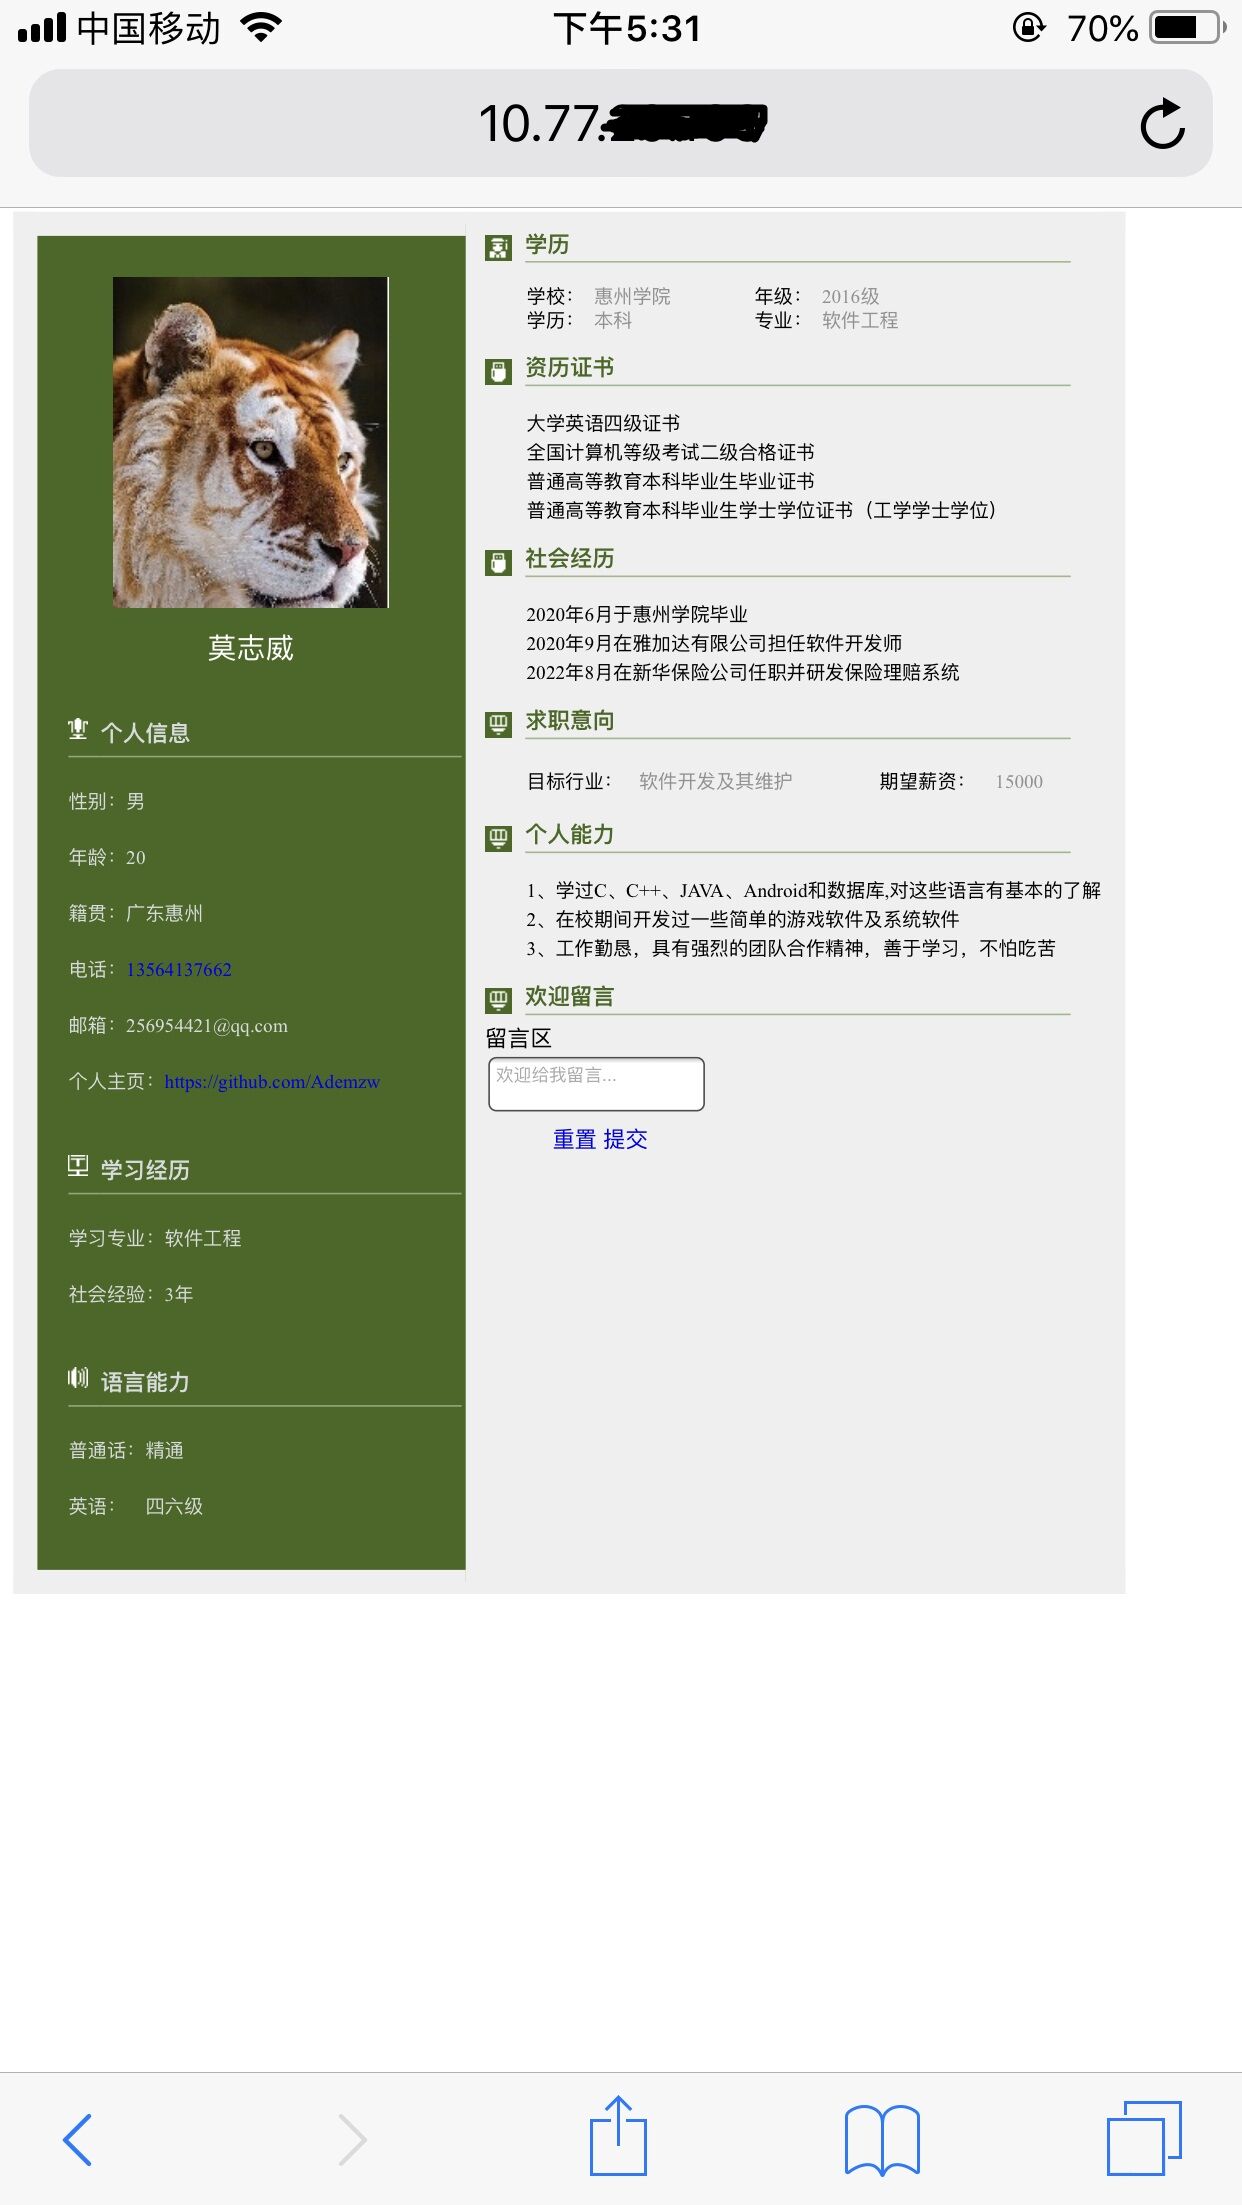 中国移动 下午5:31 70%
10.77.
莫志威
个人信息
性别：男
年龄：20
籍贯：广东惠州
电话：13564137662
邮箱：256954421@qq.com
个人主页：https://github.com/Ademzw
学习经历
学习专业：软件工程
社会经验：3年
语言能力
普通话：精通
英语： 四六级
学历
学校： 惠州学院 年级： 2016级
学历： 本科 专业： 软件工程
资历证书
大学英语四级证书
全国计算机等级考试二级合格证书
普通高等教育本科毕业生毕业证书
普通高等教育本科毕业生学士学位证书（工学学士学位）
社会经历
2020年6月于惠州学院毕业
2020年9月在雅加达有限公司担任软件开发师
2022年8月在新华保险公司任职并研发保险理赔系统
求职意向
目标行业： 软件开发及其维护 期望薪资： 15000
个人能力
1、学过C、C++、JAVA、Android和数据库,对这些语言有基本的了解
2、在校期间开发过一些简单的游戏软件及系统软件
3、工作勤恳，具有强烈的团队合作精神，善于学习，不怕吃苦
欢迎留言
留言区
欢迎给我留言...
重置 提交